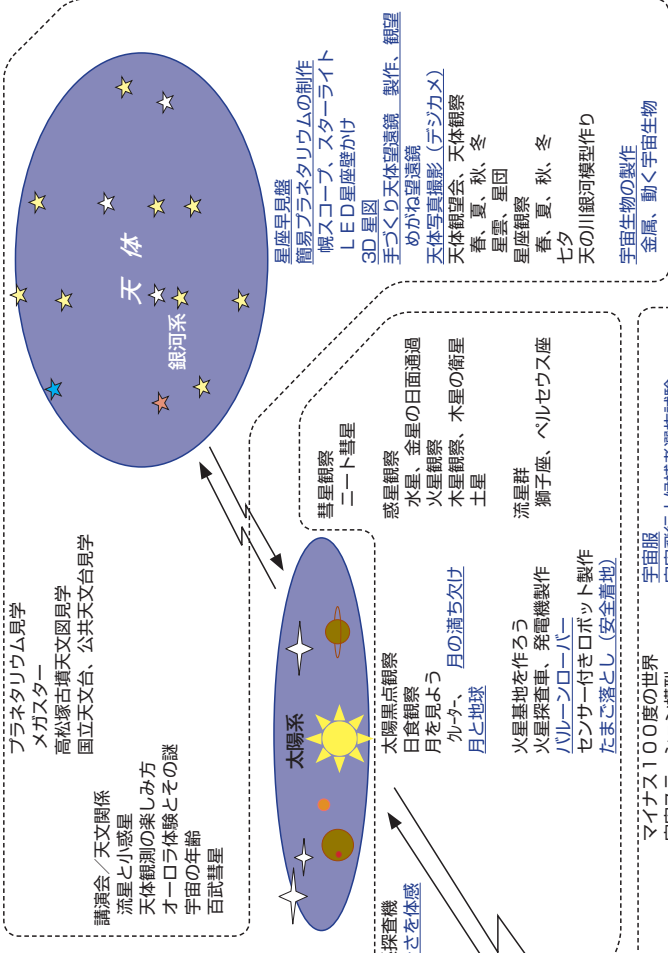 プラネタリウム見学
メガスター
高松塚古墳天文図見学
国立天文台、公共天文台見学
講演会／天文関係
流星と小惑星
天体観測の楽しみ方
オーロラ体験とその謎
宇宙の年齢
百武彗星
天 体
銀河系
星座早見盤
簡易プラネタリウムの制作
幌スコープ、スターライト
ＬＥＤ星座壁かけ
3D 星図
手づくり天体望遠鏡 製作、観望
めがね望遠鏡
天体写真撮影（デジカメ）
天体観望会、天体観察
春、夏、秋、冬
星雲、星団
星座観察
春、夏、秋、冬
七夕
天の川銀河模型作り
宇宙生物の製作
金属、動く宇宙生物
太陽系
彗星観察
ニート彗星
惑星観察
水星、金星の日面通過
火星観察
木星観察、木星の衛星
土星
流星群
獅子座、ペルセウス座
太陽黒点観察
日食観察
月を見よう
クレーター、 月の満ち欠け
月と地球
火星基地を作ろう
火星探査車、発電機製作
バルーンローバー
センサー付きロボット製作
たまご落とし（安全着地）
探査機
さを体感
マイナス１００度の世界
宇宙服